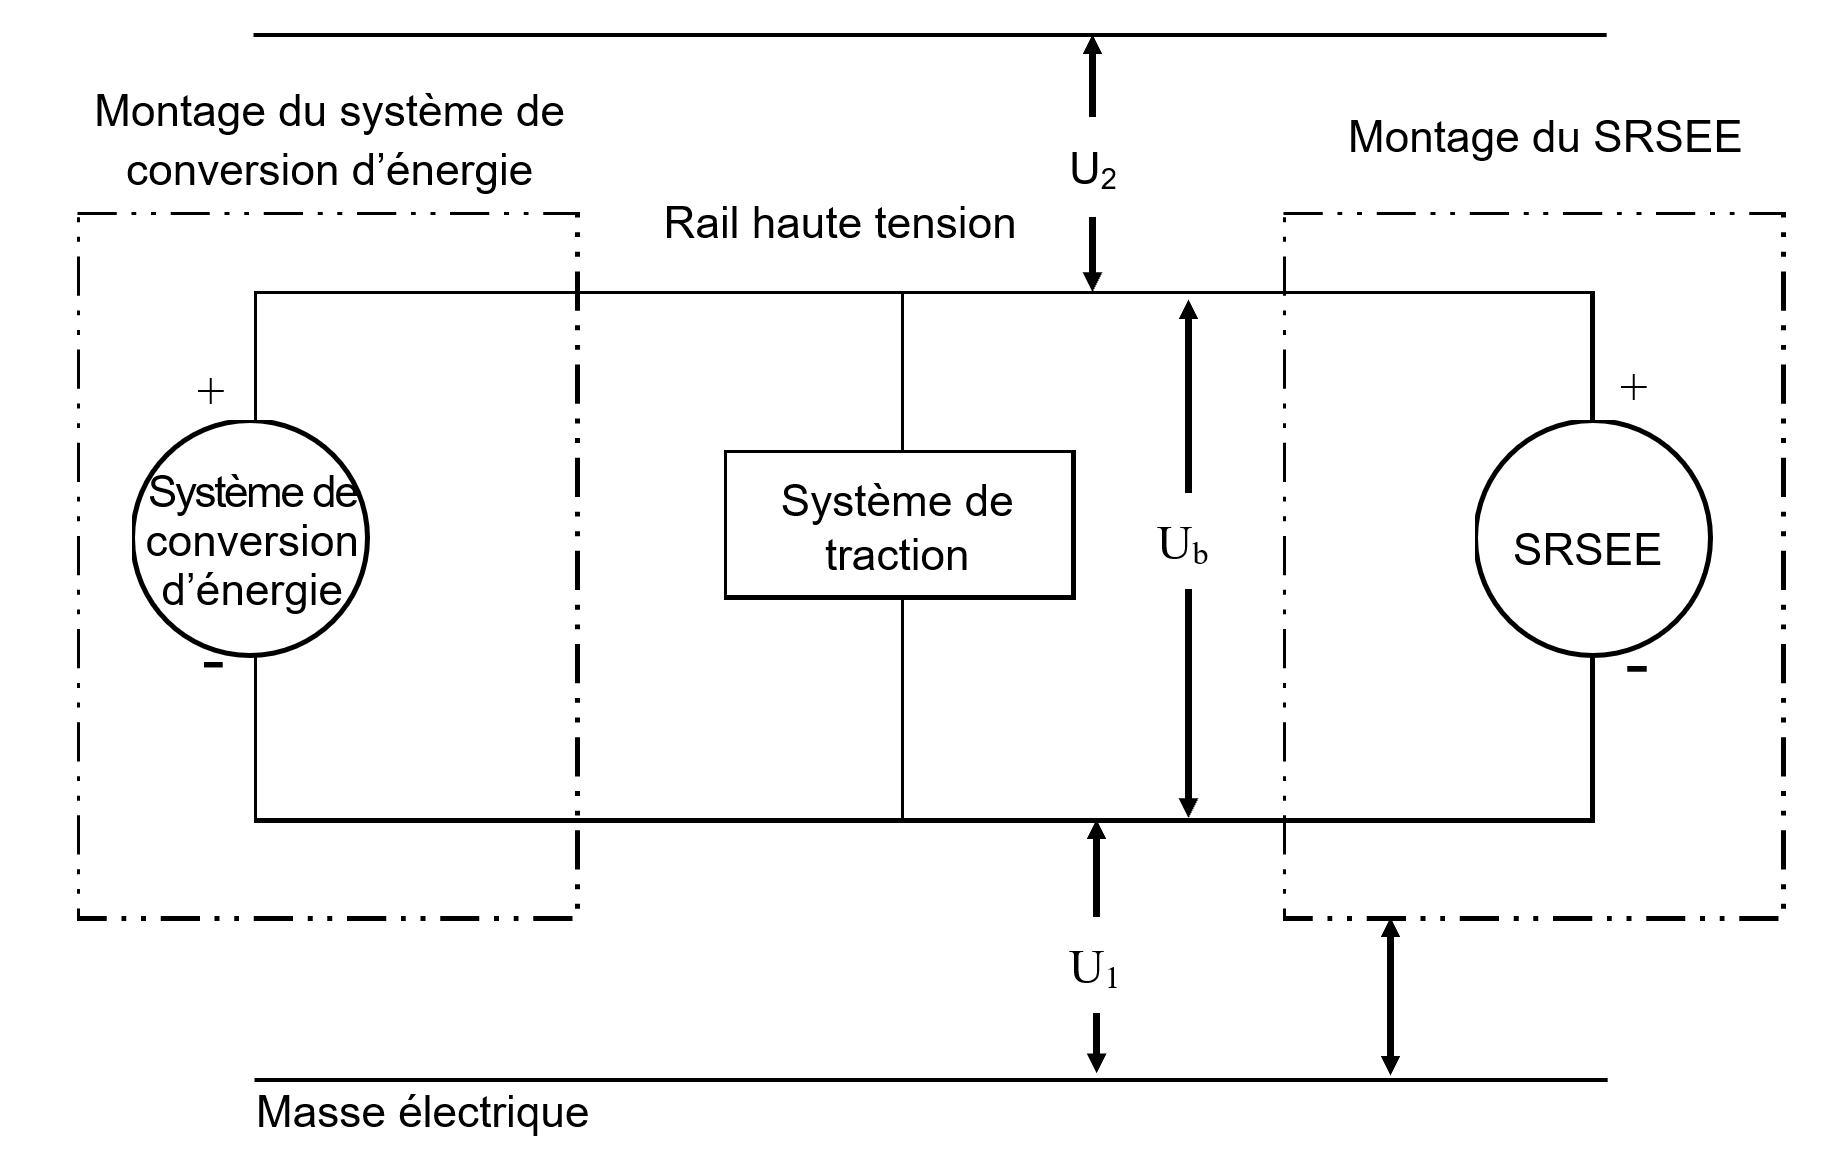 Montage du système de
conversion d’énergie
Montage du SRSEE
U2
Rail haute tension
+
+
Système de
conversion
d’énergie
Système de
traction
Ub
SRSEE
-
-
U1
Masse électrique